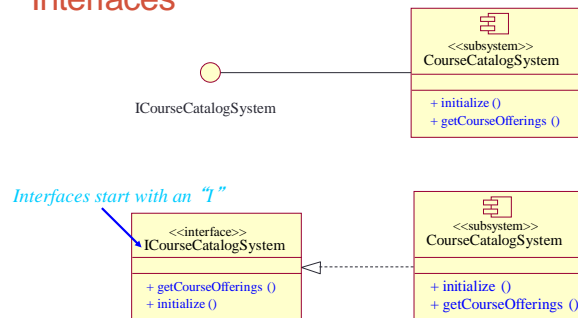 Interfaces
<<subsystem>>
CourseCatalogSystem
ICourseCatalogSystem
+ initialize ()
+ getCourseOfferings ()
Interfaces start with an “I”
<<interface>>
ICourseCatalogSystem
+ getCourseOfferings ()
+ initialize ()
<<subsystem>>
CourseCatalogSystem
+ initialize ()
+ getCourseOfferings ()